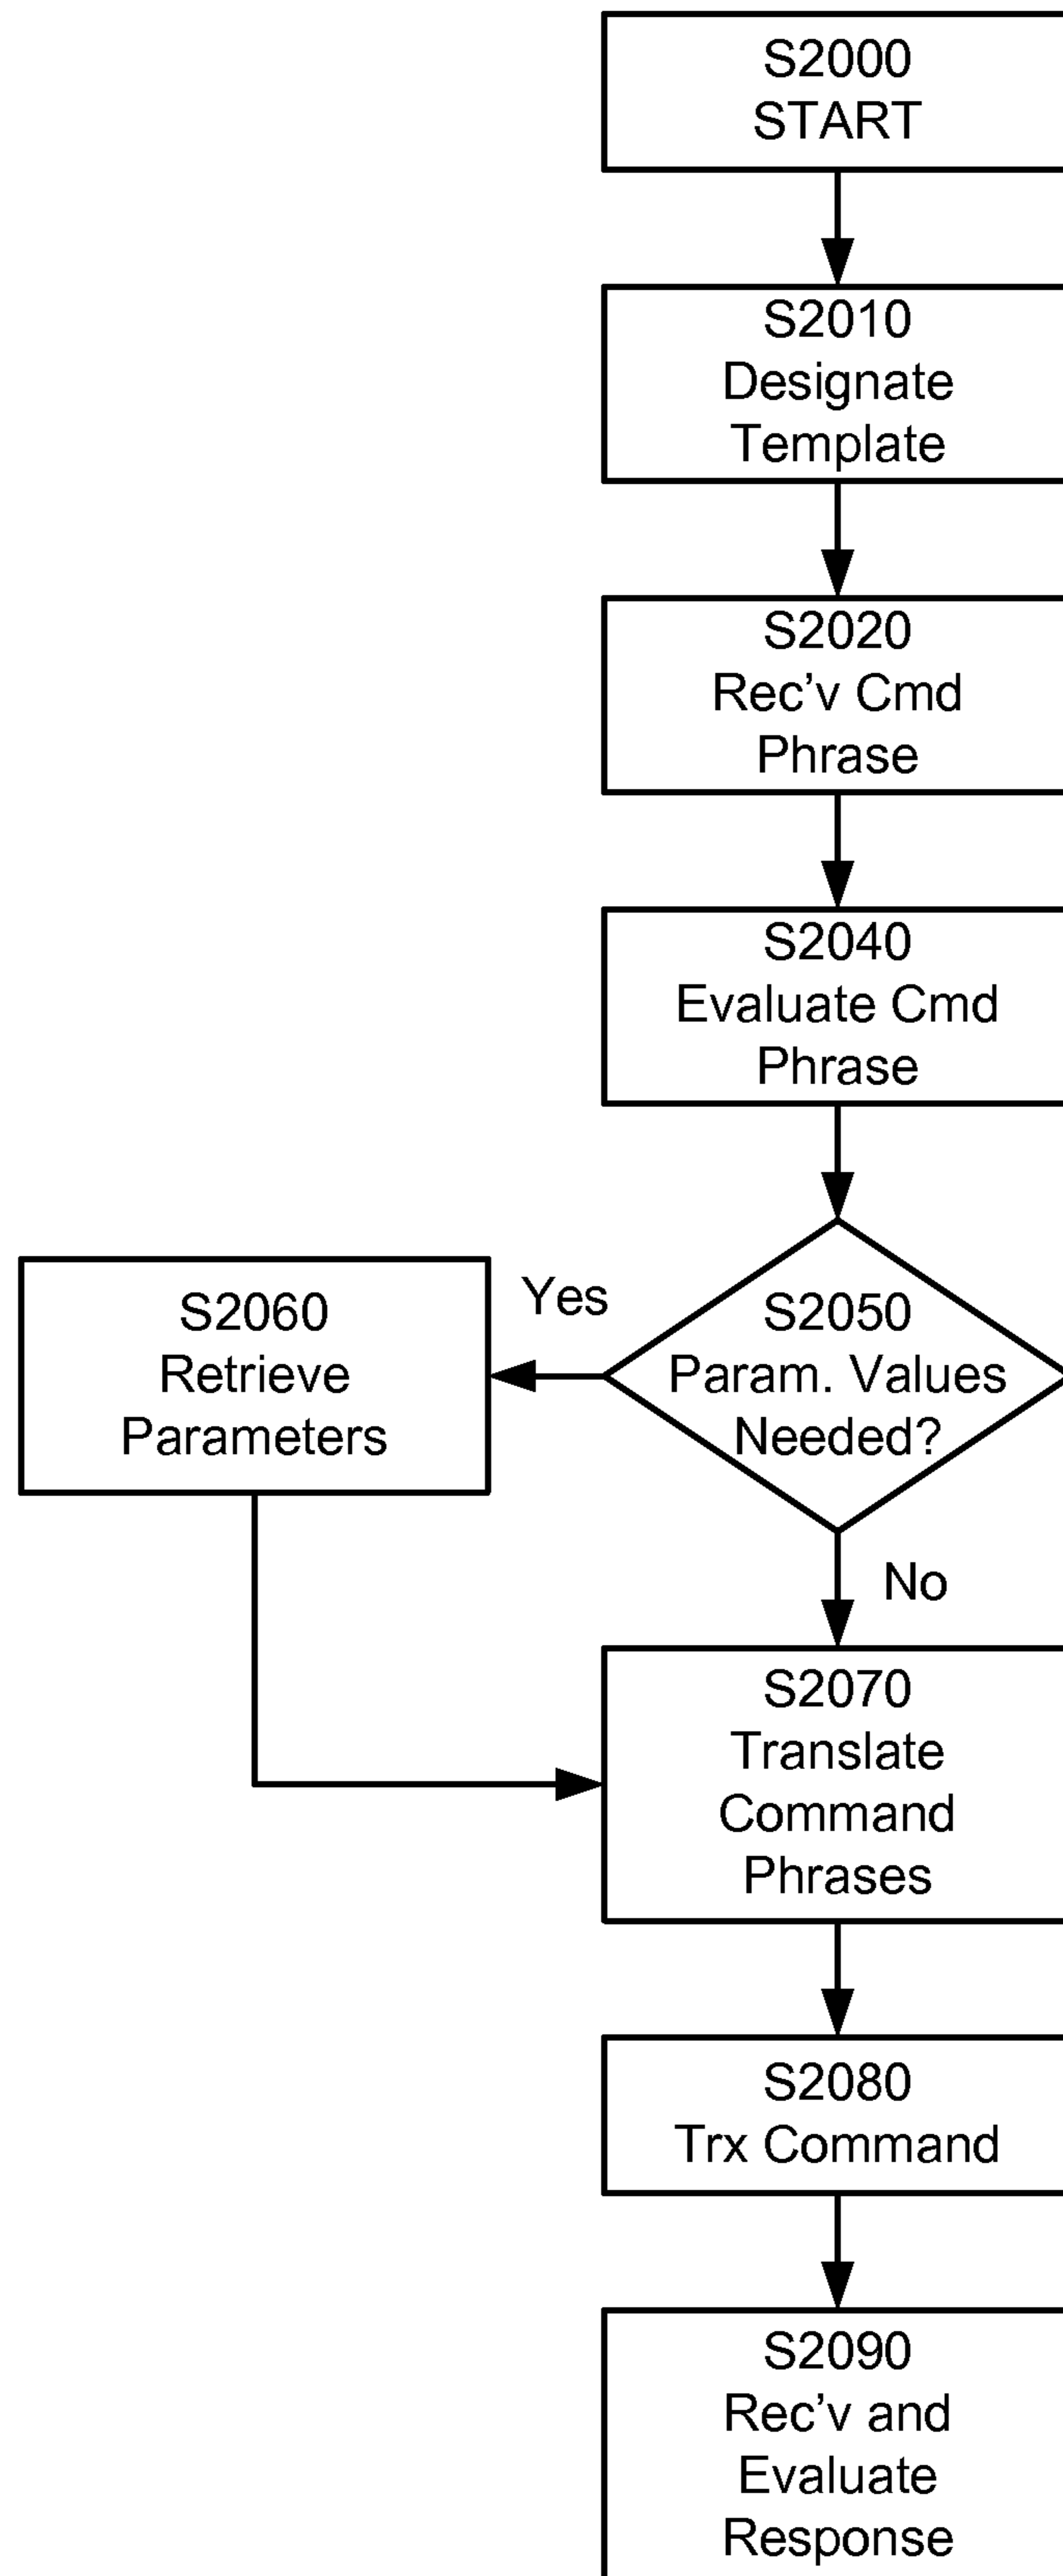 S2000
START
S2010
Designate
Template
S2020
Rec'v Cmd
Phrase
S2040
Evaluate Cmd
Phrase
S2050
Param. Values
Needed?
Yes
S2060
Retrieve
Parameters
No
S2070
Translate
Command
Phrases
S2080
Trx Command
S2090
Rec'v and
Evaluate
Response